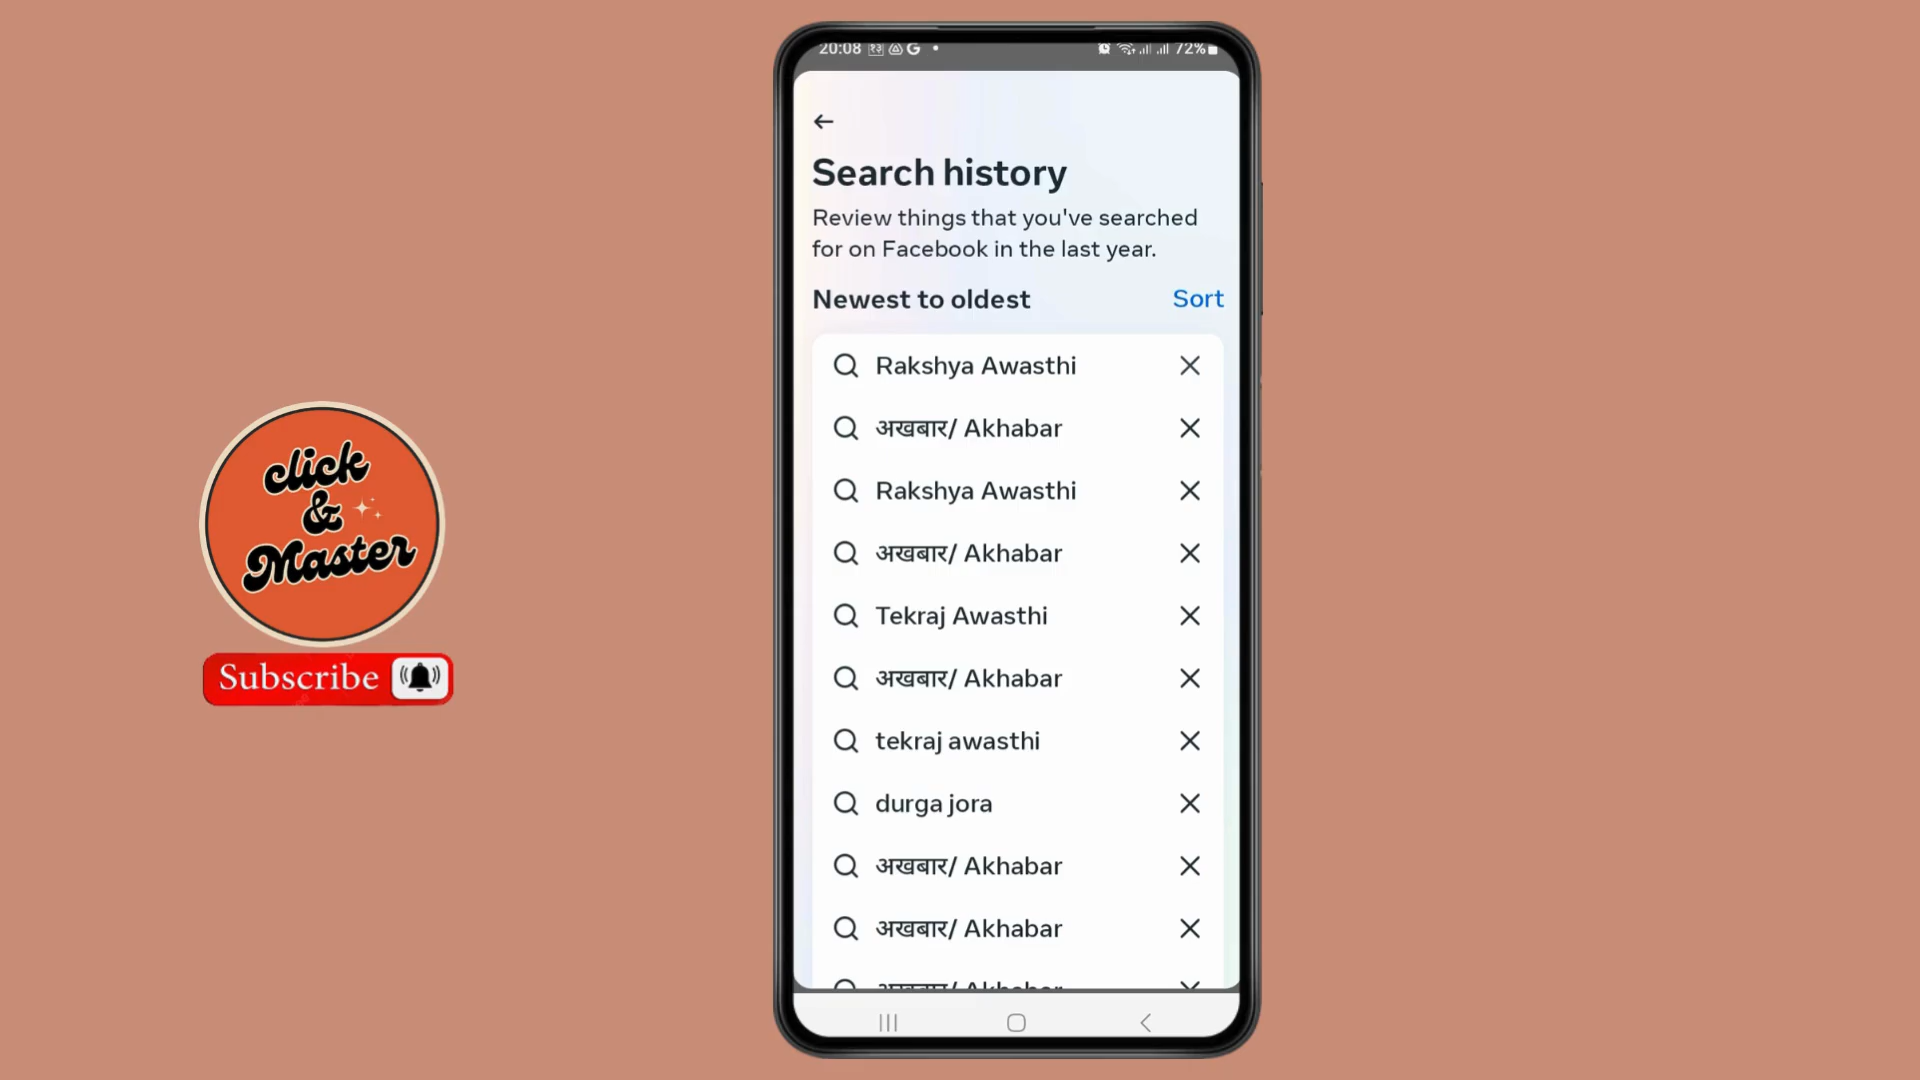 20:08
72%
Search history
Review things that you've searched
for on Facebook in the last year.
Newest to oldest
Sort
Rakshya Awasthi
अखबार/ Akhabar
Rakshya Awasthi
अखबार/ Akhabar
Tekraj Awasthi
अखबार/ Akhabar
tekraj awasthi
durga jora
अखबार/ Akhabar
अखबार/ Akhabar
अखबार/ Akhabar
click
&
Master
Subscribe